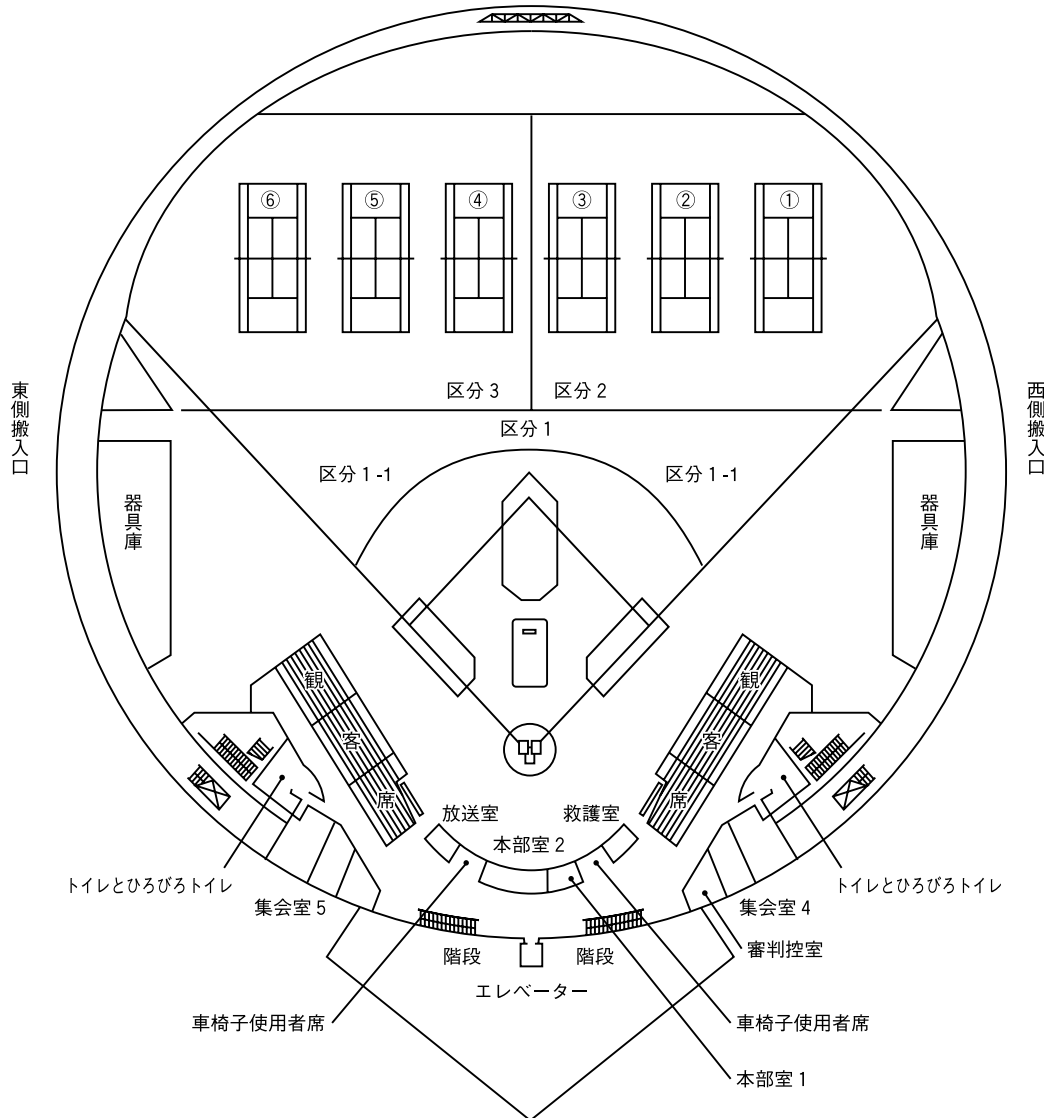 ⑥
⑤
④
③
②
①
区分3
区分2
東側搬入口
西側搬入口
区分1
区分1-1
区分1-1
器具庫
器具庫
観客席
観客席
放送室
救護室
本部室2
トイレとひろびろトイレ
トイレとひろびろトイレ
集会室5
集会室4
審判控室
階段
階段
エレベーター
車椅子使用者席
車椅子使用者席
本部室1